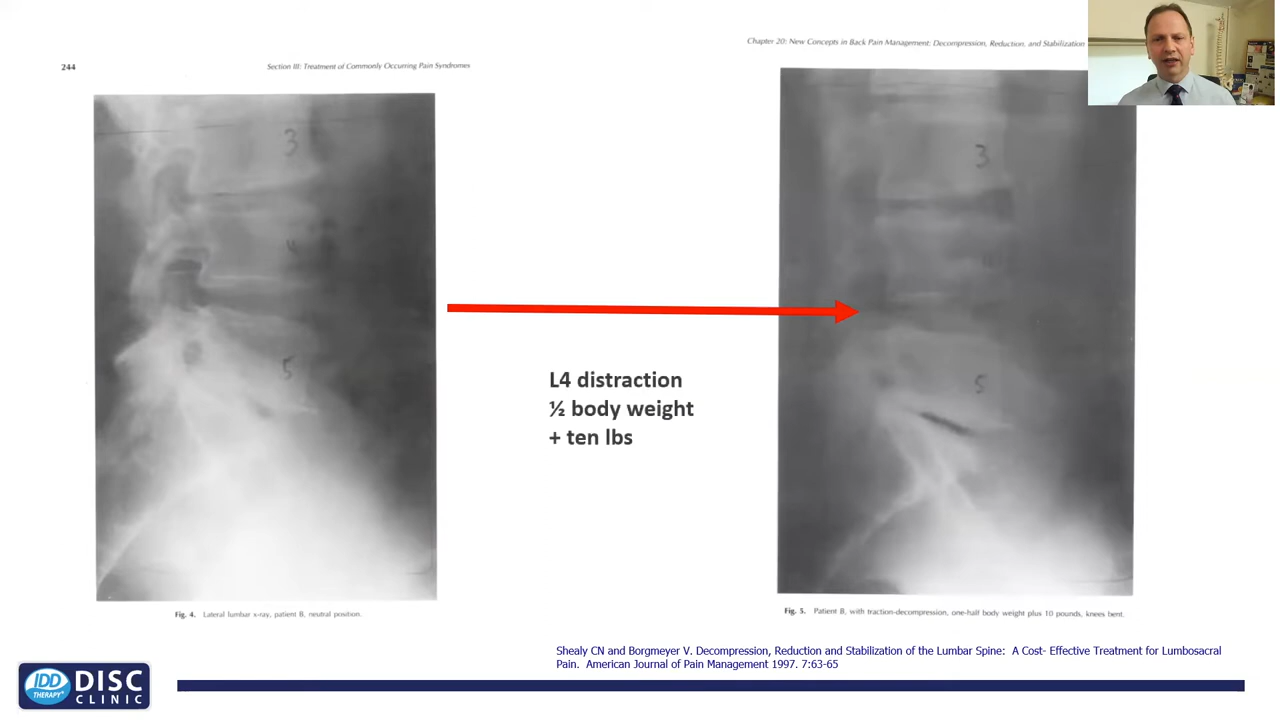 244
Section III: Treatment of Commonly Occurring Pain Syndromes
Chapter 20: New Concepts in Back Pain Management: Decompression, Reduction, and Stabilization
3
4
5
3
5
L4 distraction
½ body weight
+ ten lbs
Fig. 4. Lateral lumbar x-ray, patient B, neutral position.
Fig. 5. Patient B, with traction-decompression, one-half body weight plus 10 pounds, knees bent.
Shealy CN and Borgmeyer V. Decompression, Reduction and Stabilization of the Lumbar Spine: A Cost- Effective Treatment for Lumbosacral
Pain. American Journal of Pain Management 1997. 7:63-65
IDD
THERAPY®
DISC
CLINIC